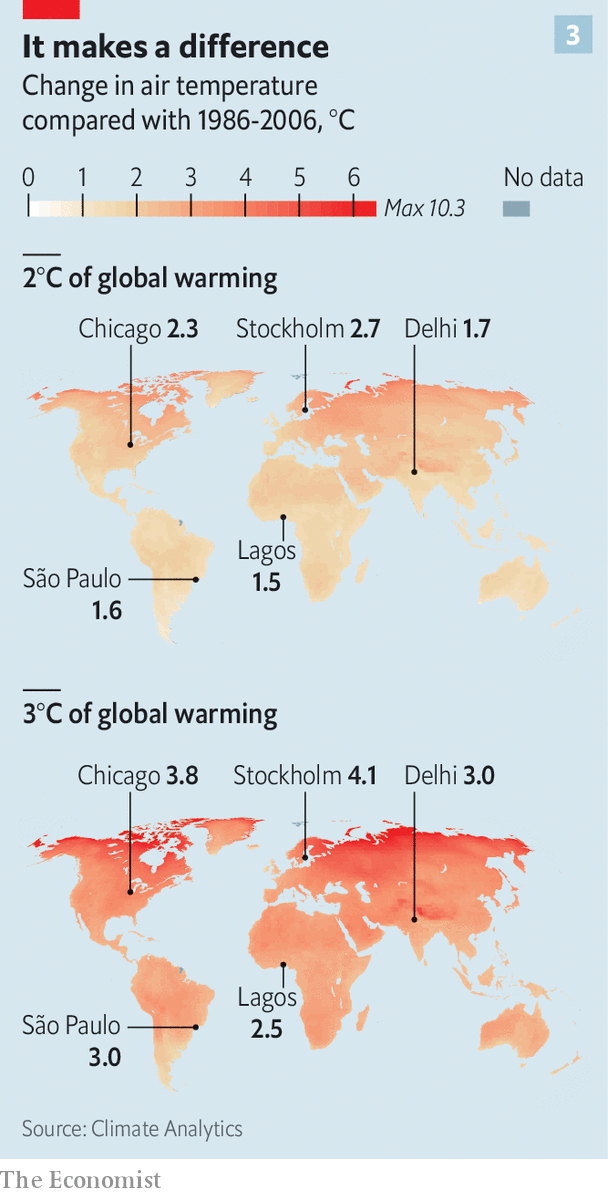 3
It makes a difference
Change in air temperature
compared with 1986-2006, °C
0 1 2 3 4 5 6 Max 10.3
No data
2°C of global warming
Chicago 2.3 Stockholm 2.7 Delhi 1.7
Lagos
1.5
São Paulo
1.6
3°C of global warming
Chicago 3.8 Stockholm 4.1 Delhi 3.0
Lagos
2.5
São Paulo
3.0
Source: Climate Analytics
The Economist